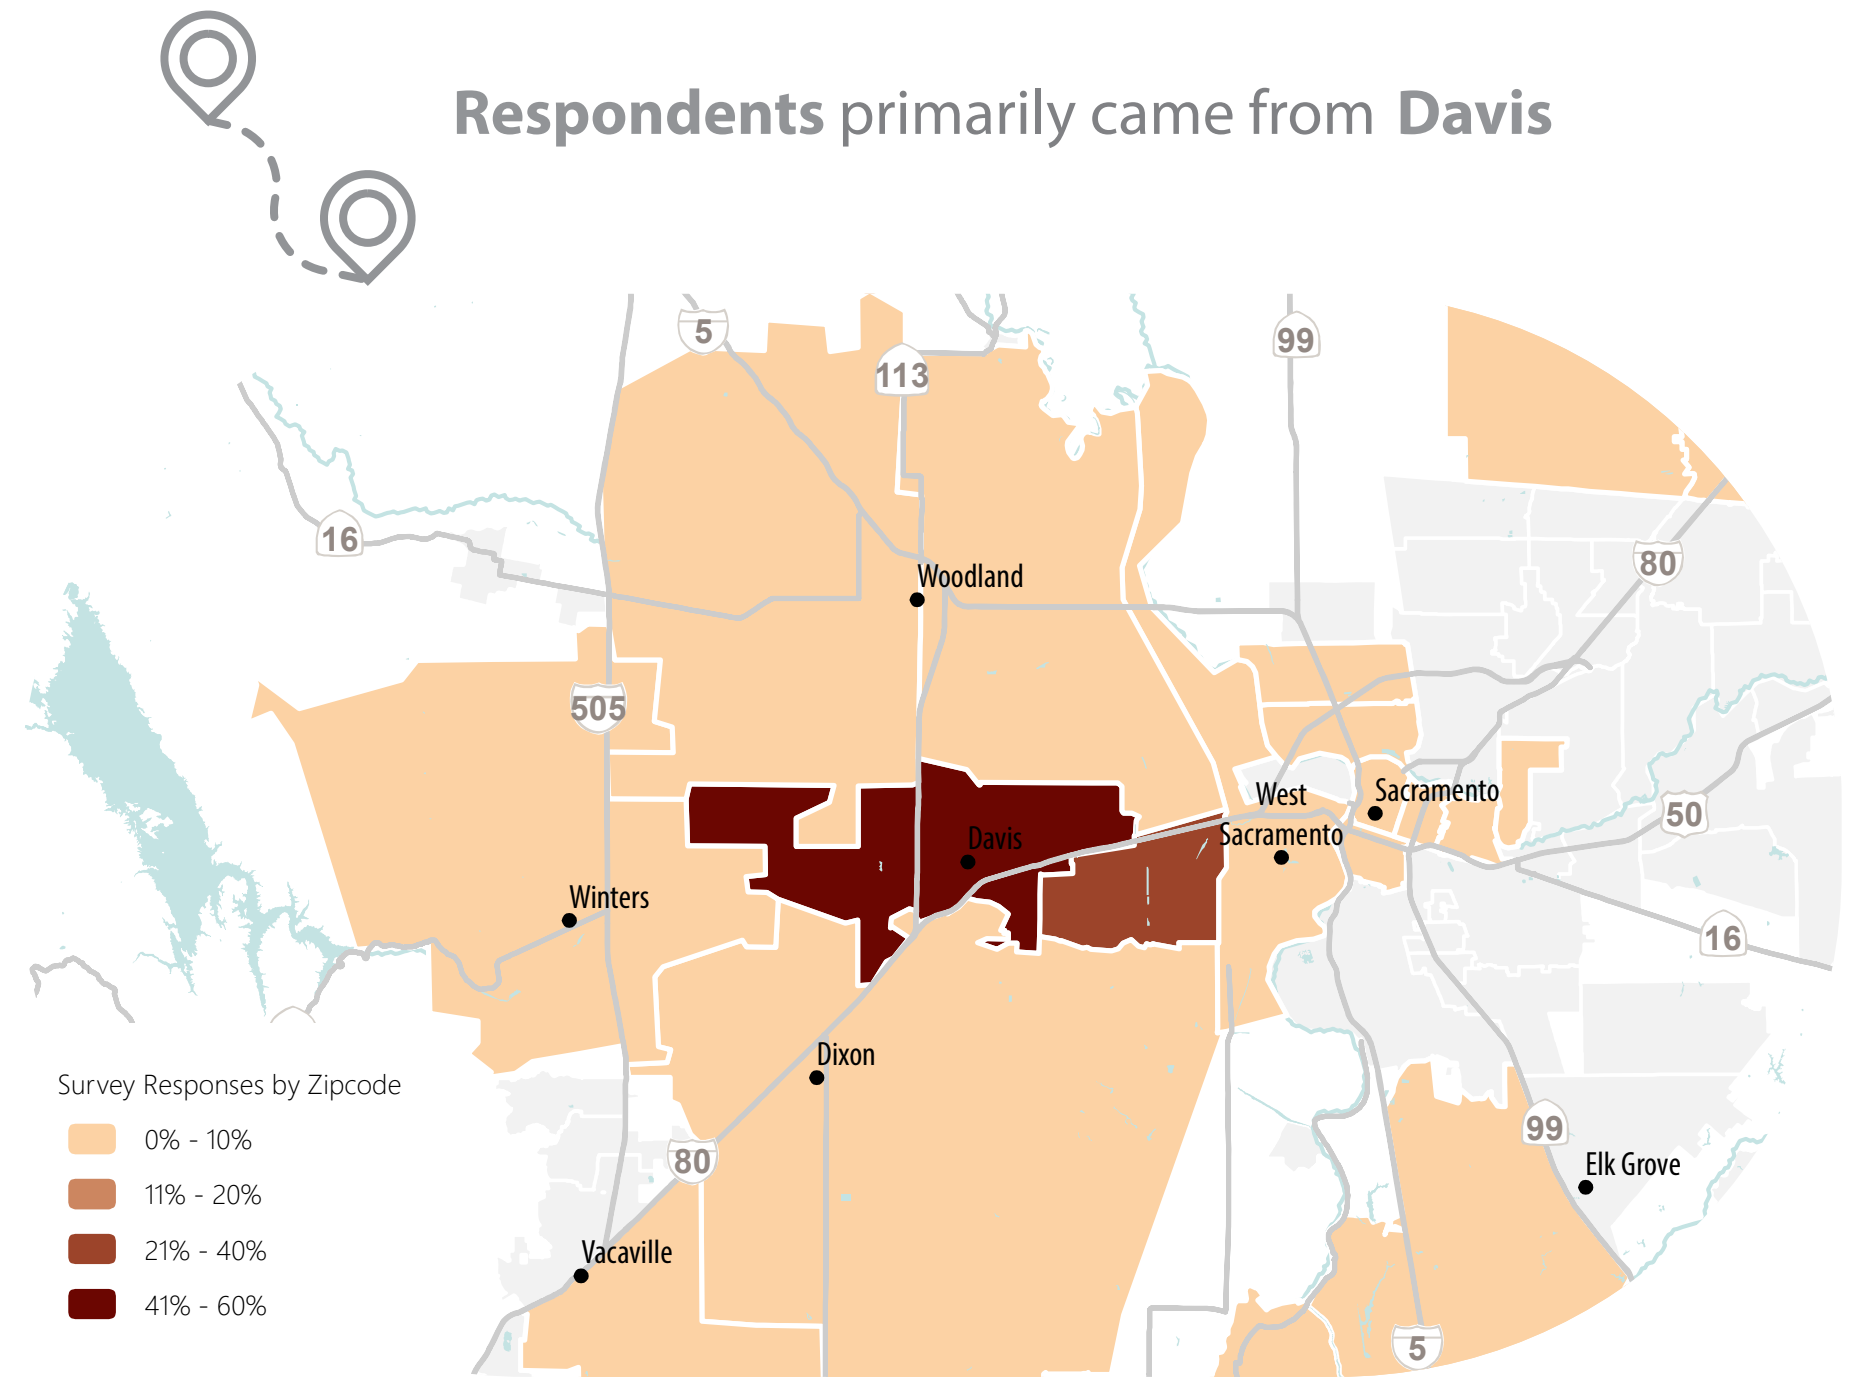 Respondents primarily came from Davis
5
99
113
16
80
Woodland
505
West
Sacramento
Sacramento
50
Davis
Winters
16
Dixon
Survey Responses by Zipcode
0% - 10%
99
80
Elk Grove
11% - 20%
21% - 40%
Vacaville
41% - 60%
5